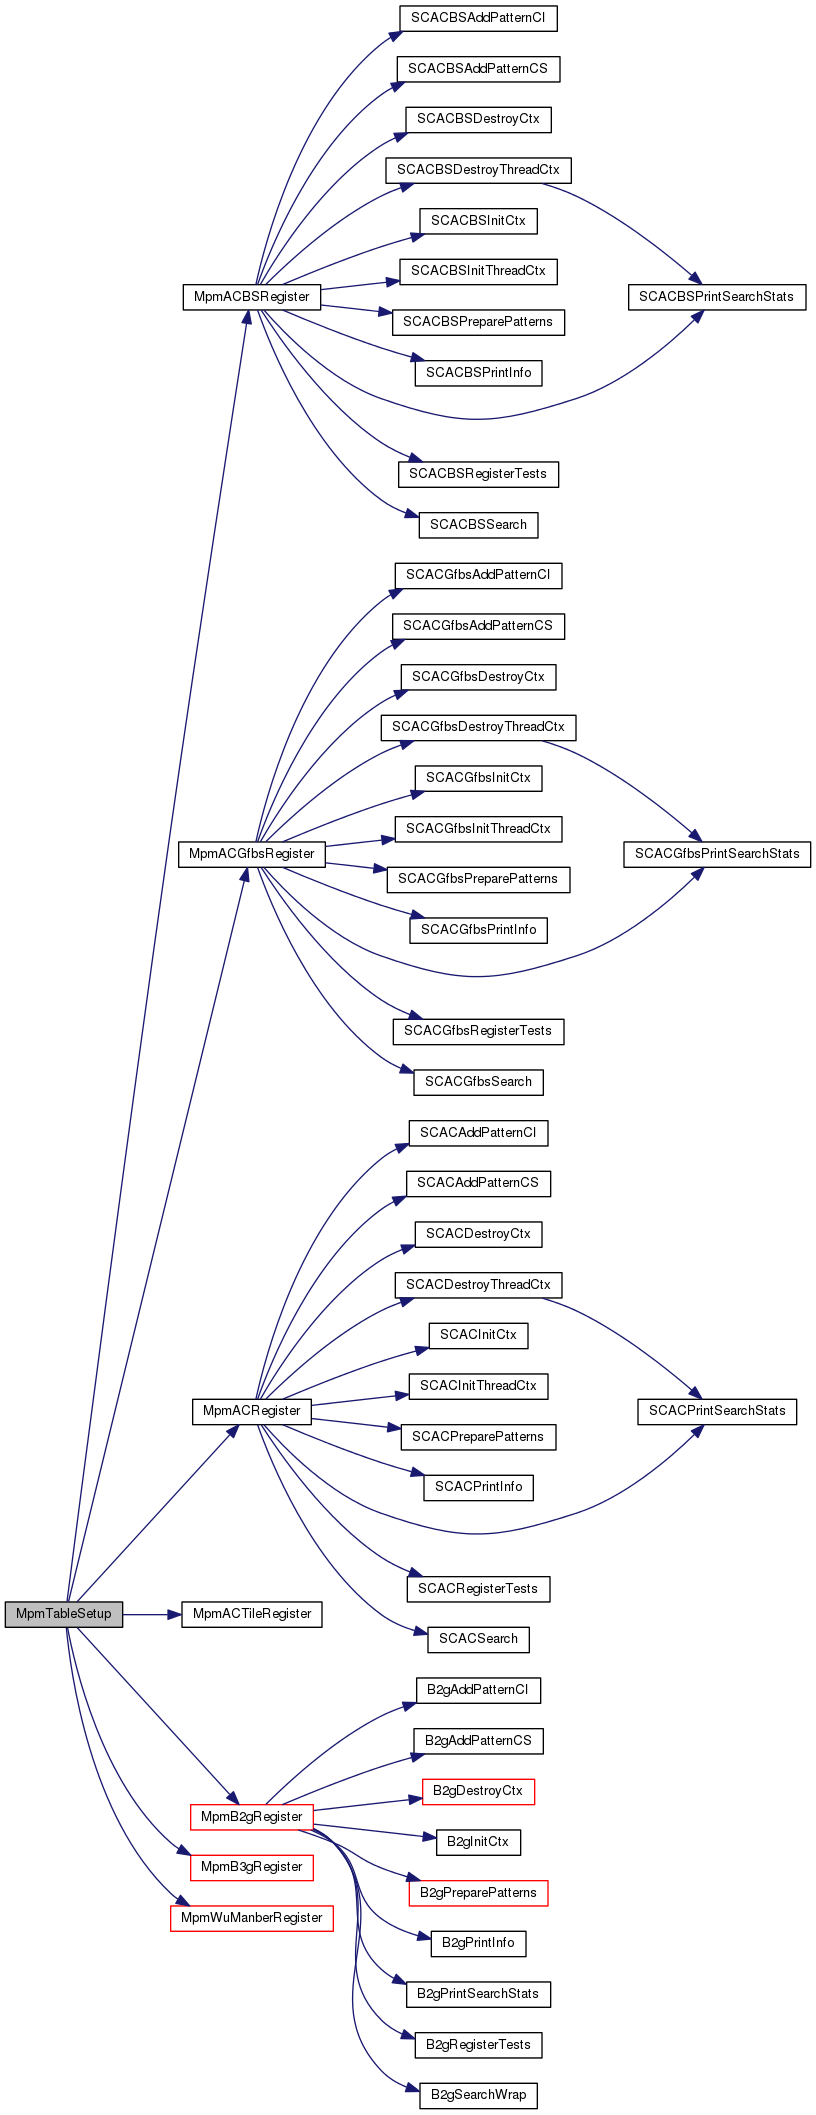 SCACBSAddPatternCI
SCACBSAddPatternCS
SCACBSDestroyCtx
SCACBSDestroyThreadCtx
SCACBSInitCtx
SCACBSInitThreadCtx
MpmACBSRegister
SCACBSPrintSearchStats
SCACBSPreparePatterns
SCACBSPrintInfo
SCACBSRegisterTests
SCACBSSearch
SCACGfbsAddPatternCI
SCACGfbsAddPatternCS
SCACGfbsDestroyCtx
SCACGfbsDestroyThreadCtx
SCACGfbsInitCtx
SCACGfbsInitThreadCtx
MpmACGfbsRegister
SCACGfbsPrintSearchStats
SCACGfbsPreparePatterns
SCACGfbsPrintInfo
SCACGfbsRegisterTests
SCACGfbsSearch
SCACAddPatternCI
SCACAddPatternCS
SCACDestroyCtx
SCACDestroyThreadCtx
SCACInitCtx
SCACInitThreadCtx
MpmACRegister
SCACPrintSearchStats
SCACPreparePatterns
SCACPrintInfo
SCACRegisterTests
MpmTableSetup
MpmACTileRegister
SCACSearch
B2gAddPatternCI
B2gAddPatternCS
B2gDestroyCtx
MpmB2gRegister
B2gInitCtx
MpmB3gRegister
B2gPreparePatterns
MpmWuManberRegister
B2gPrintInfo
B2gPrintSearchStats
B2gRegisterTests
B2gSearchWrap